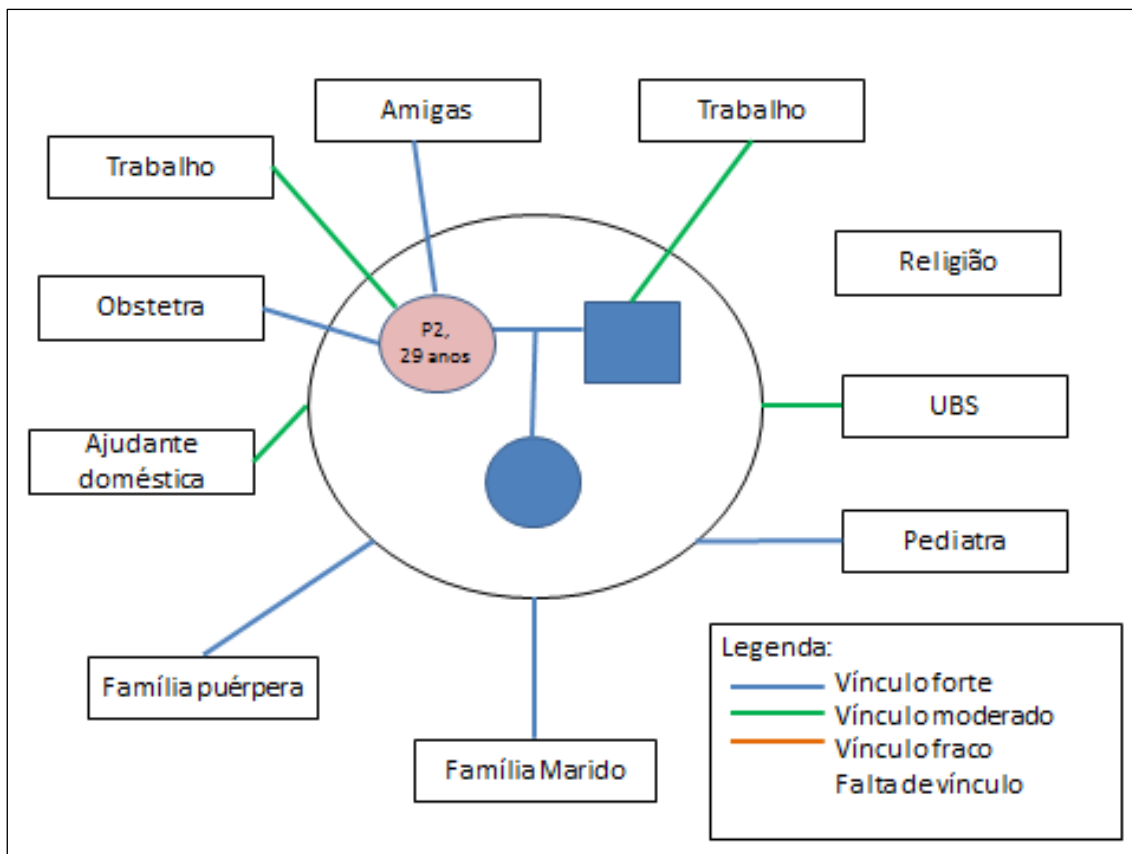 Amigas
Trabalho
Trabalho
Religião
Obstetra
P2,
29 anos
UBS
Ajudante
doméstica
Pediatra
Família puérpera
Família Marido
Legenda:
Vínculo forte
Vínculo moderado
Vínculo fraco
Falta de vínculo